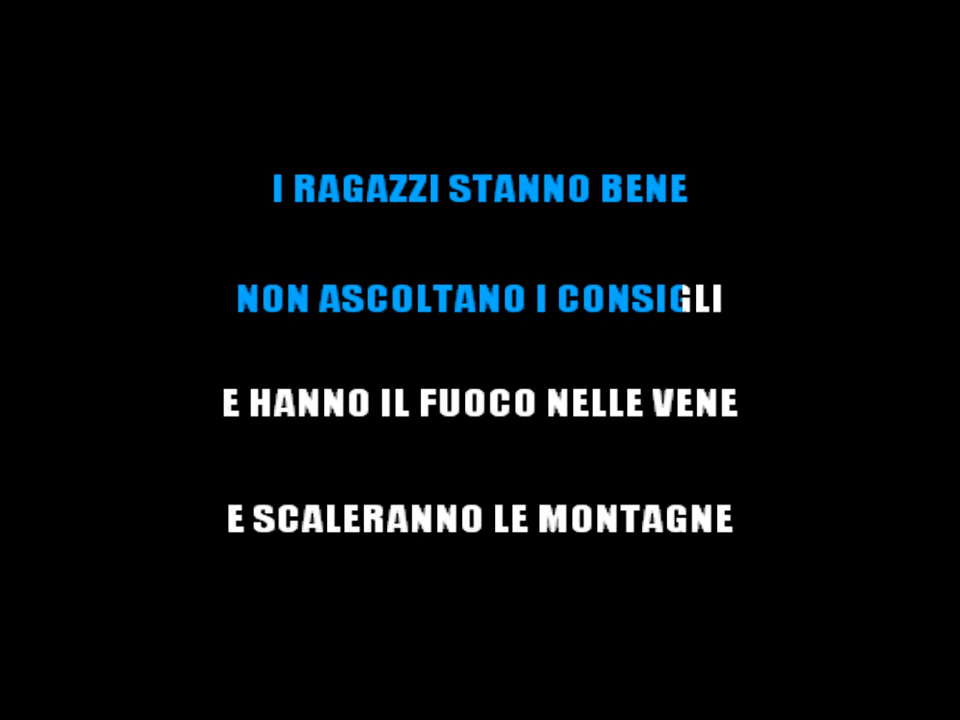 I RAGAZZI STANNO BENE
NON ASCOLTANO I CONSIGLI
E HANNO IL FUOCO NELLE VENE
E SCALERANNO LE MONTAGNE